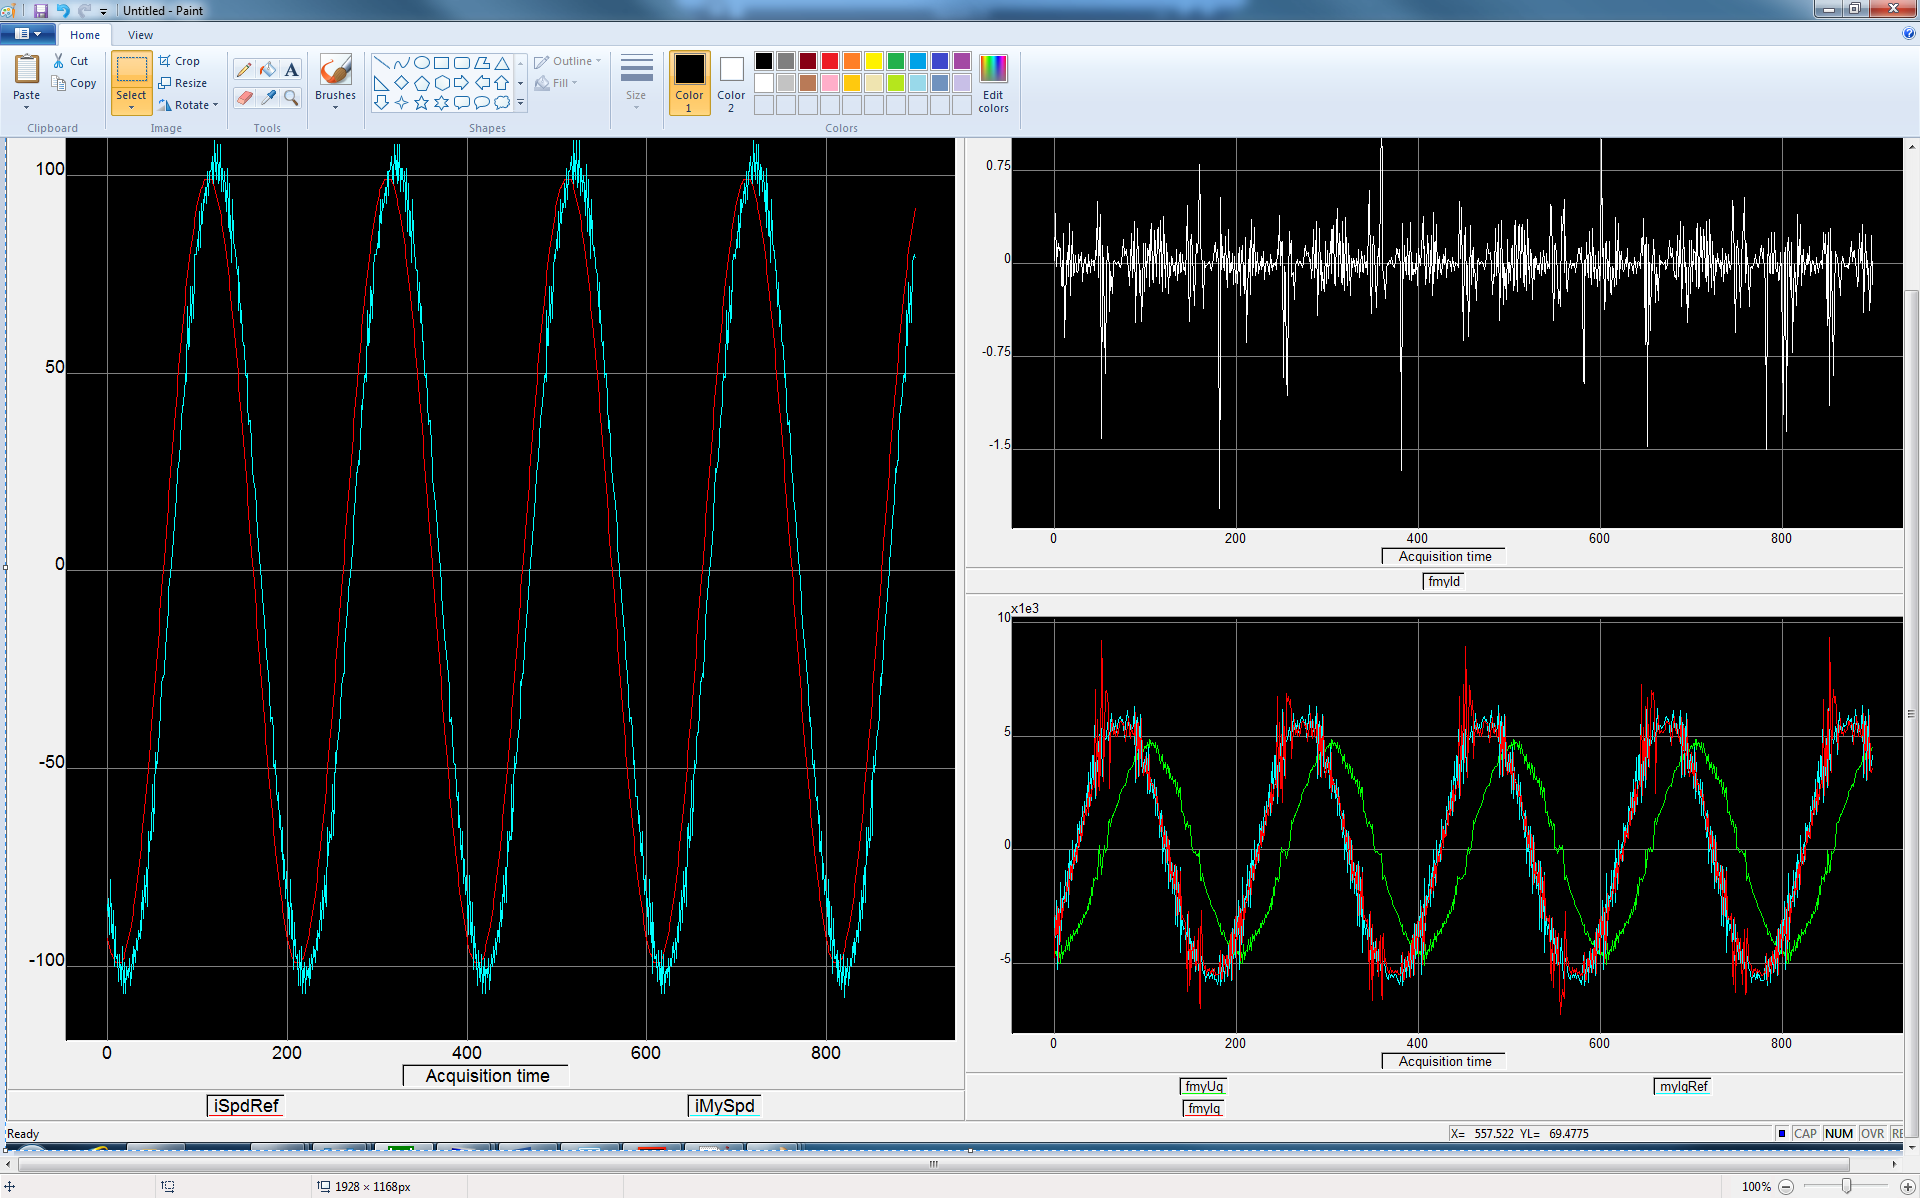 Untitled - Paint
Home View
Paste
Cut
Copy
Clipboard
Select
Crop
Resize
Rotate
Image
A
Tools
Brushes
Outline
Fill
Shapes
Size
Color 1
Color 2
Edit colors
Colors
100
50
0
-50
-100
0 200 400 600 800
Acquisition time
iSpdRef iMySpd
0.75
0
-0.75
-1.5
0 200 400 600 800
Acquisition time
fmyId
x1e3
10
5
0
-5
0 200 400 600 800
Acquisition time
fmyUq myIqRef
fmyIq
Ready X= 557.522 YL= 69.4775 CAP NUM OVR RE
1928 × 1168px 100%